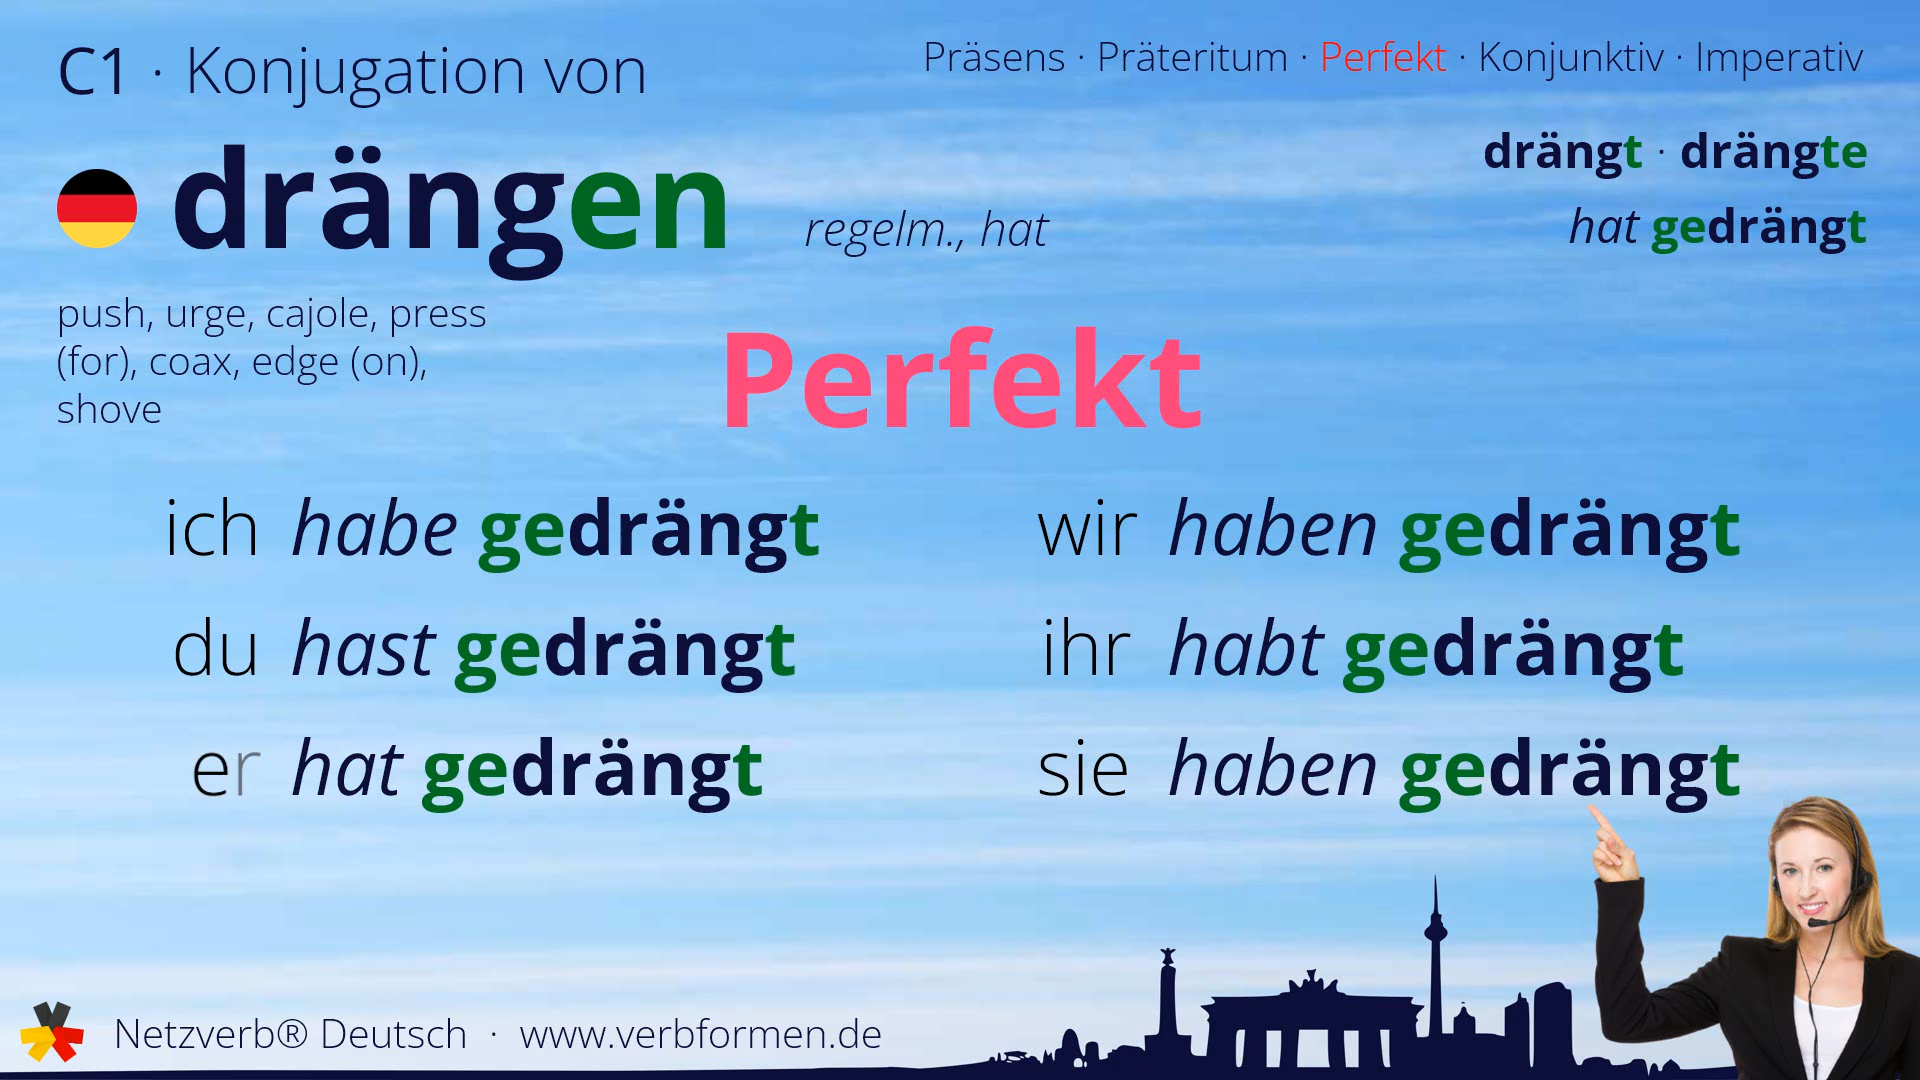 C1 · Konjugation von
Präsens · Präteritum · Perfekt · Konjunktiv · Imperativ
drängen
regelm., hat
drängt · drängte
hat gedrängt
push, urge, cajole, press
(for), coax, edge (on),
shove
Perfekt
ich habe gedrängt
du hast gedrängt
er hat gedrängt
wir haben gedrängt
ihr habt gedrängt
sie haben gedrängt
Netzverb® Deutsch · www.verbformen.de